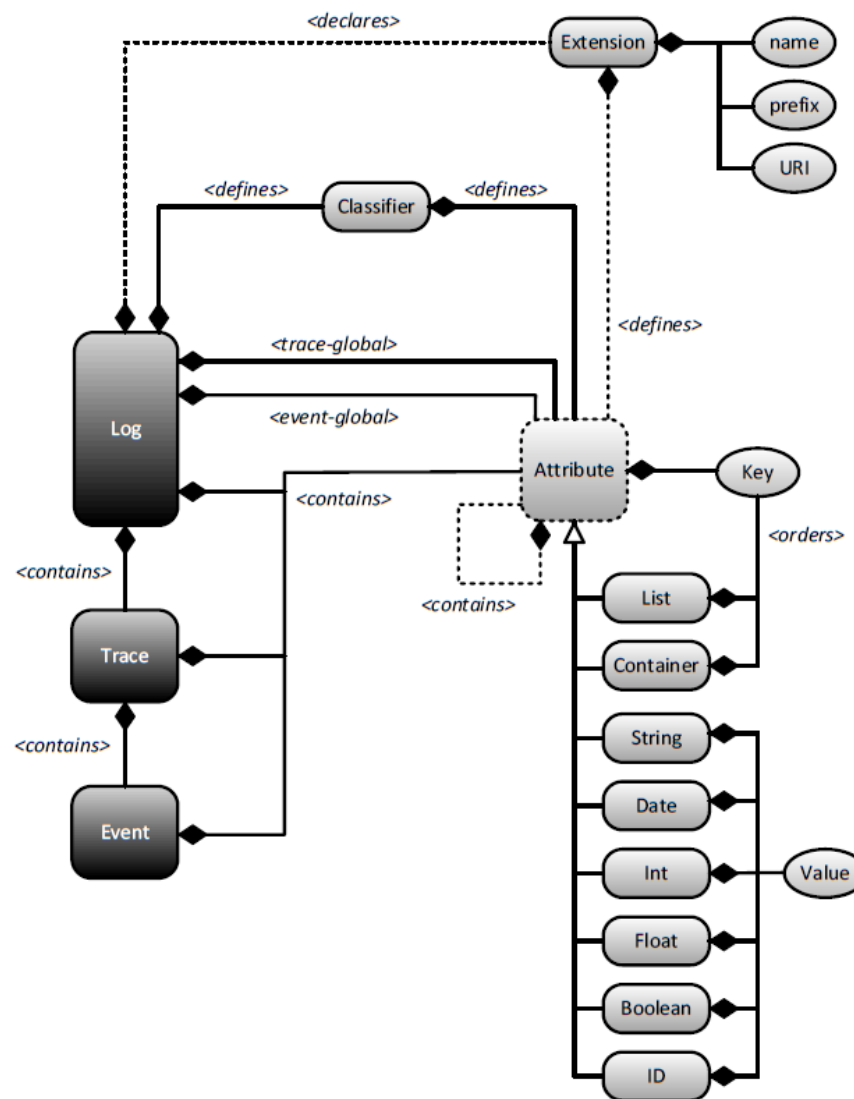 <declares>
Extension
name
prefix
URI
<defines>
Classifier
<defines>
<defines>
<trace-global>
<event-global>
Log
Attribute
Key
<contains>
<orders>
<contains>
<contains>
List
Trace
Container
<contains>
String
Date
Event
Int
Value
Float
Boolean
ID